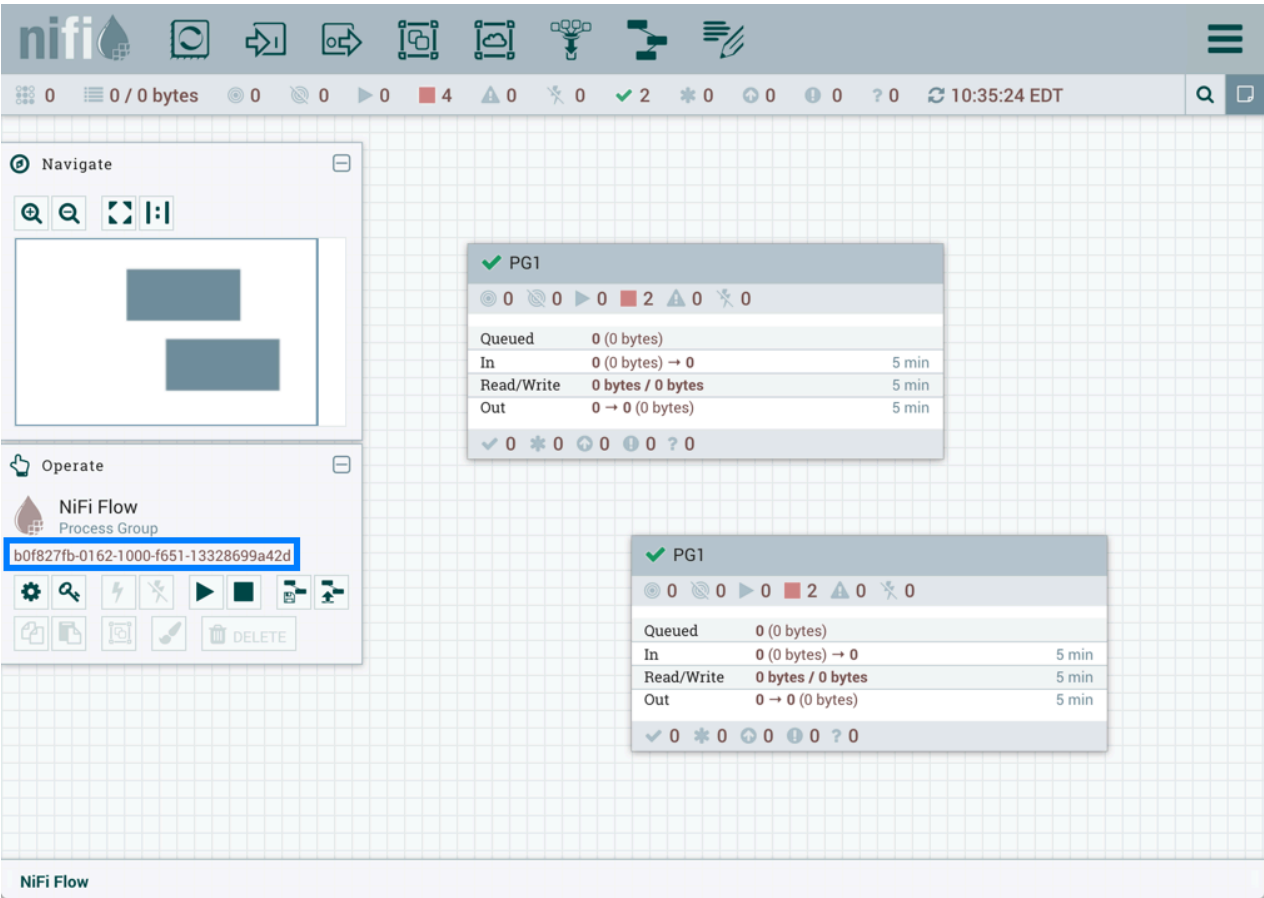 nifi
0 0 / 0 bytes 0 0 0 4 0 0 2 0 0 0 ? 0 10:35:24 EDT
Navigate
PG1
0 0 0 2 0 0
Queued 0 (0 bytes)
In 0 (0 bytes) → 0 5 min
Read/Write 0 bytes / 0 bytes 5 min
Out 0 → 0 (0 bytes) 5 min
0 0 0 0 ? 0
Operate
NiFi Flow
Process Group
b0f827fb-0162-1000-f651-13328699a42d
DELETE
PG1
0 0 0 2 0 0
Queued 0 (0 bytes)
In 0 (0 bytes) → 0 5 min
Read/Write 0 bytes / 0 bytes 5 min
Out 0 → 0 (0 bytes) 5 min
0 0 0 0 ? 0
NiFi Flow